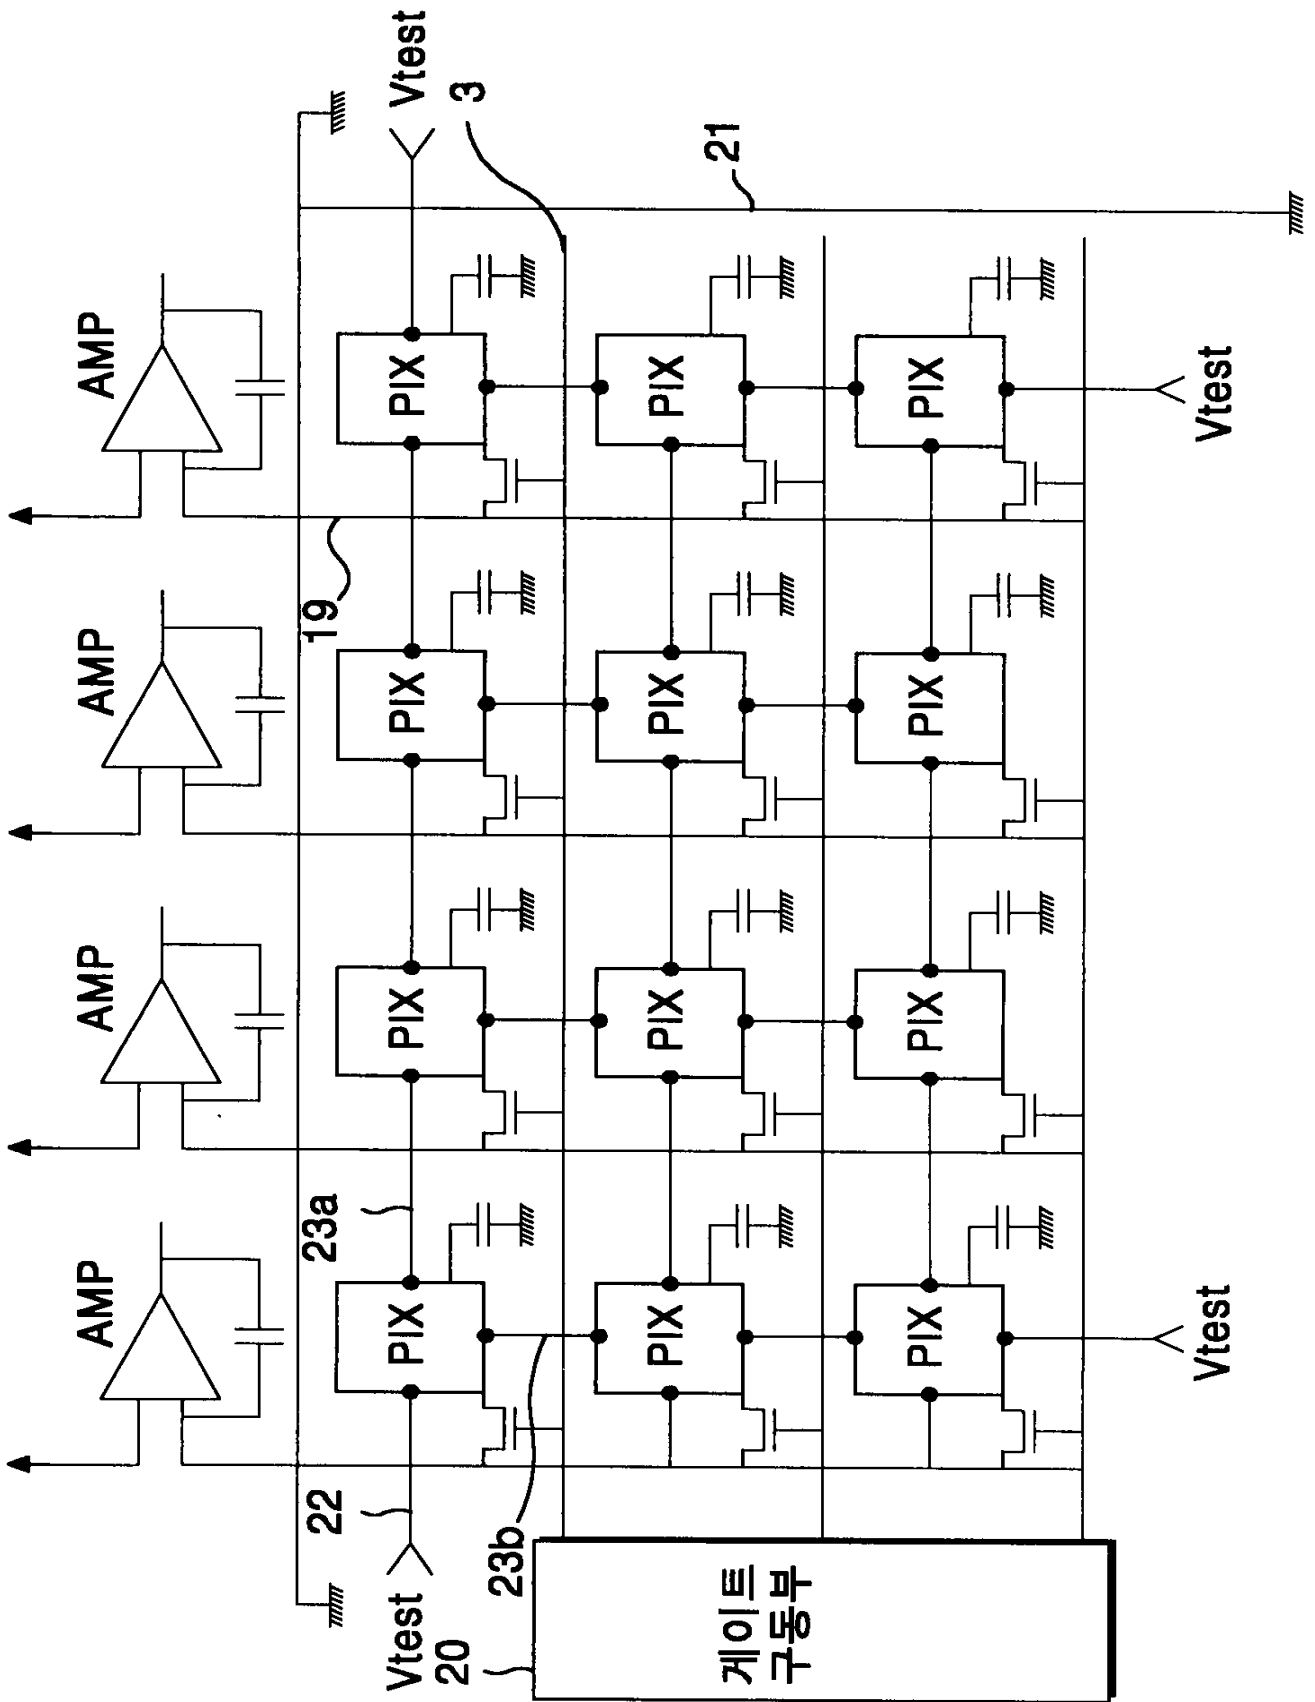 AMP AMP AMP AMP
22 23a 19
Vtest PIX PIX PIX PIX Vtest
20 3
23b
PIX PIX PIX PIX
21
게이트
구동부
PIX PIX PIX PIX
Vtest Vtest